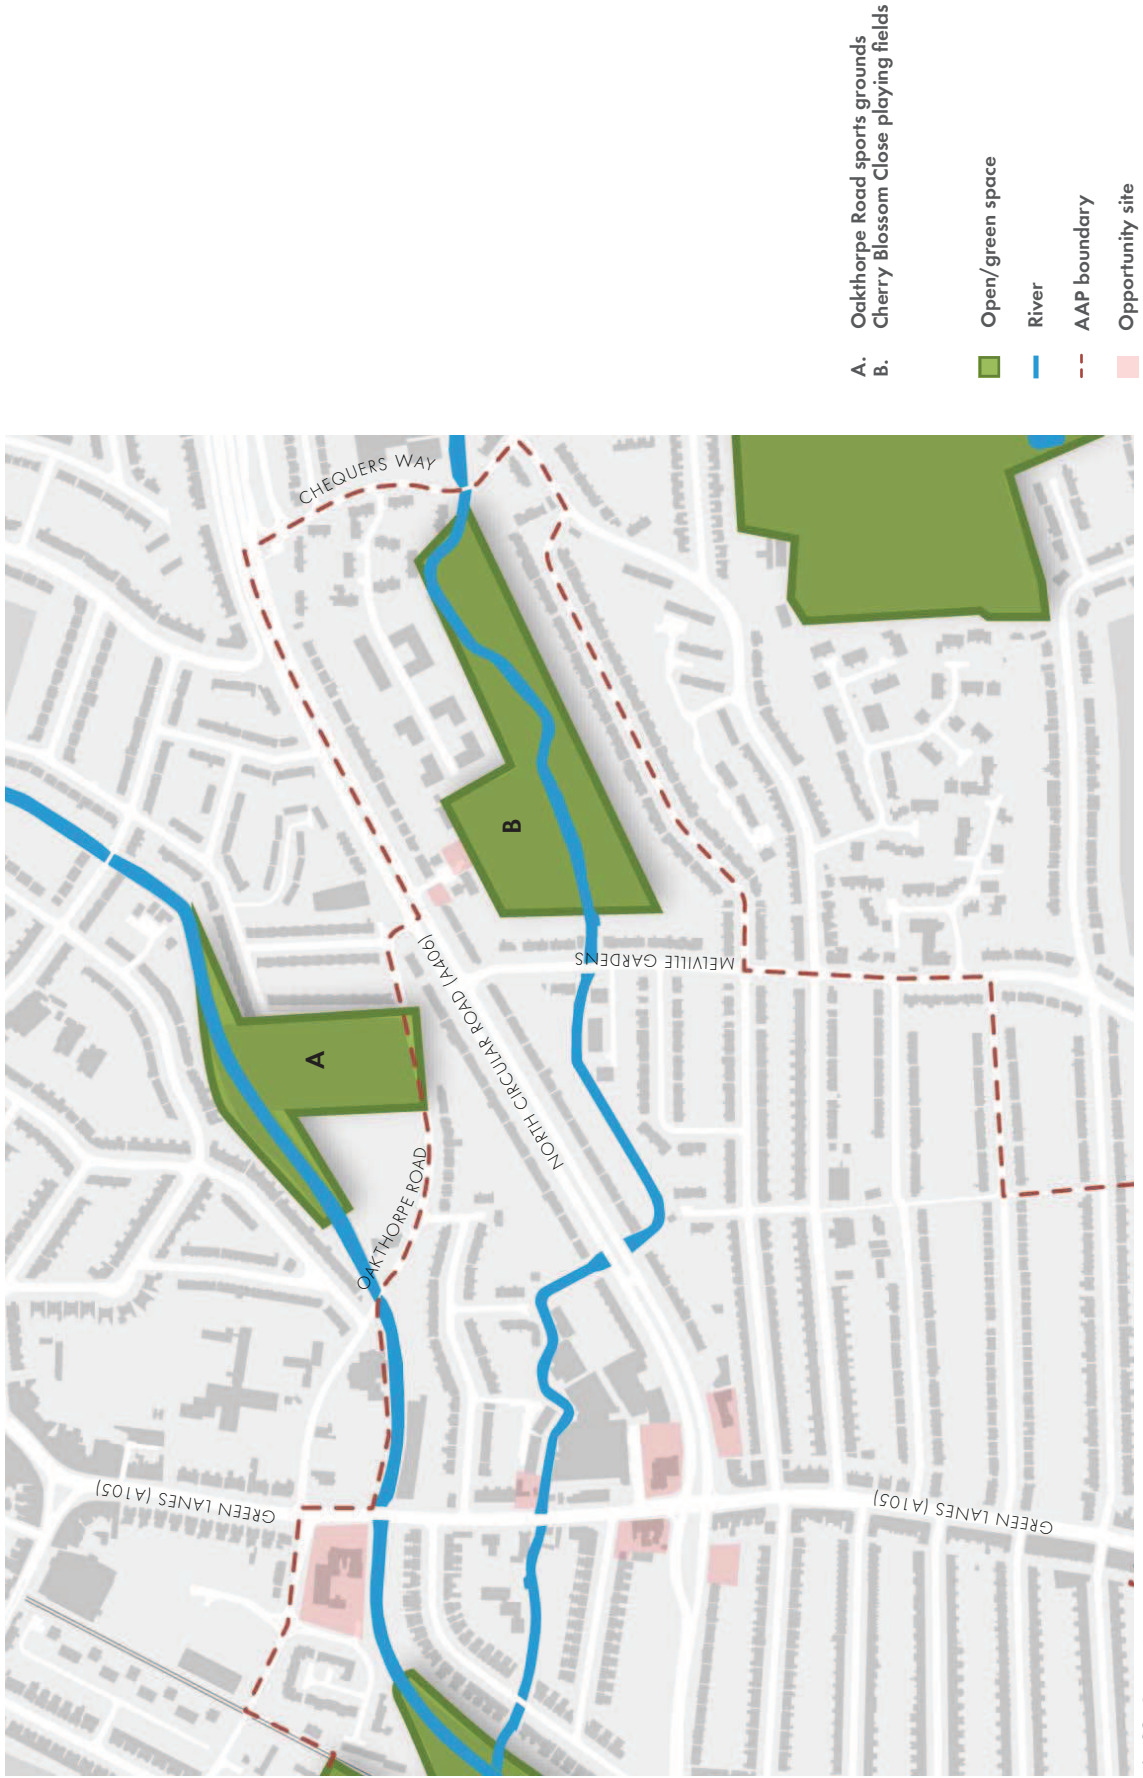 A. Oakthorpe Road sports grounds
B. Cherry Blossom Close playing fields
Open/green space
River
AAP boundary
Opportunity site
CHEQUERS WAY
B
A
MELVILLE GARDENS
NORTH CIRCULAR ROAD (A406)
OAKTHORPE ROAD
GREEN LANES (A105)
GREEN LANES (A105)